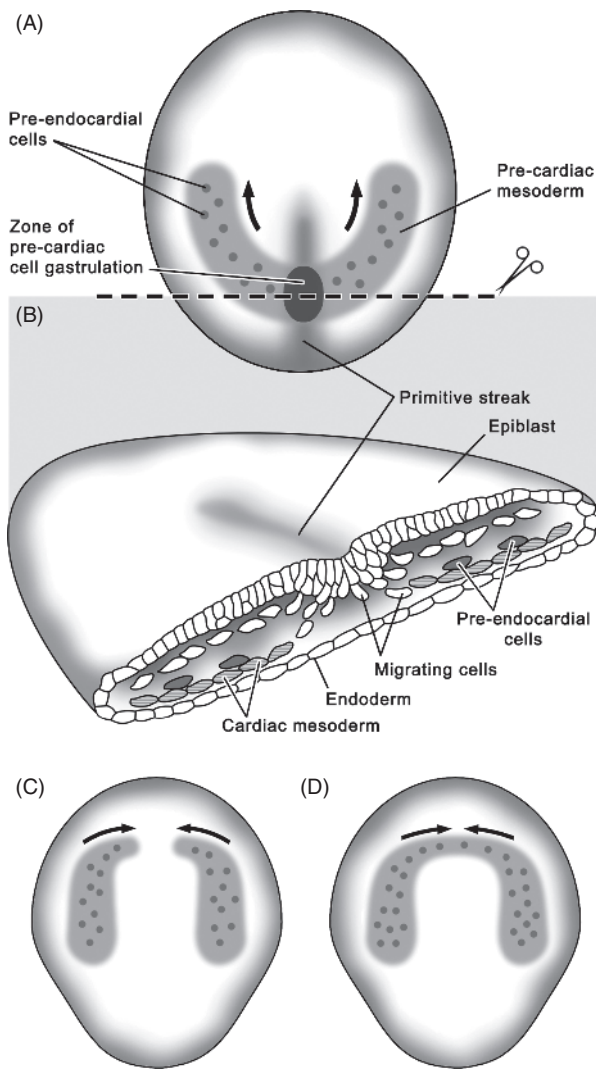 (A)
Pre-endocardial
cells
Pre-cardiac
mesoderm
Zone of
pre-cardiac
cell gastrulation
(B)
Primitive streak
Epiblast
Pre-endocardial
cells
Migrating cells
Endoderm
Cardiac mesoderm
(C)
(D)